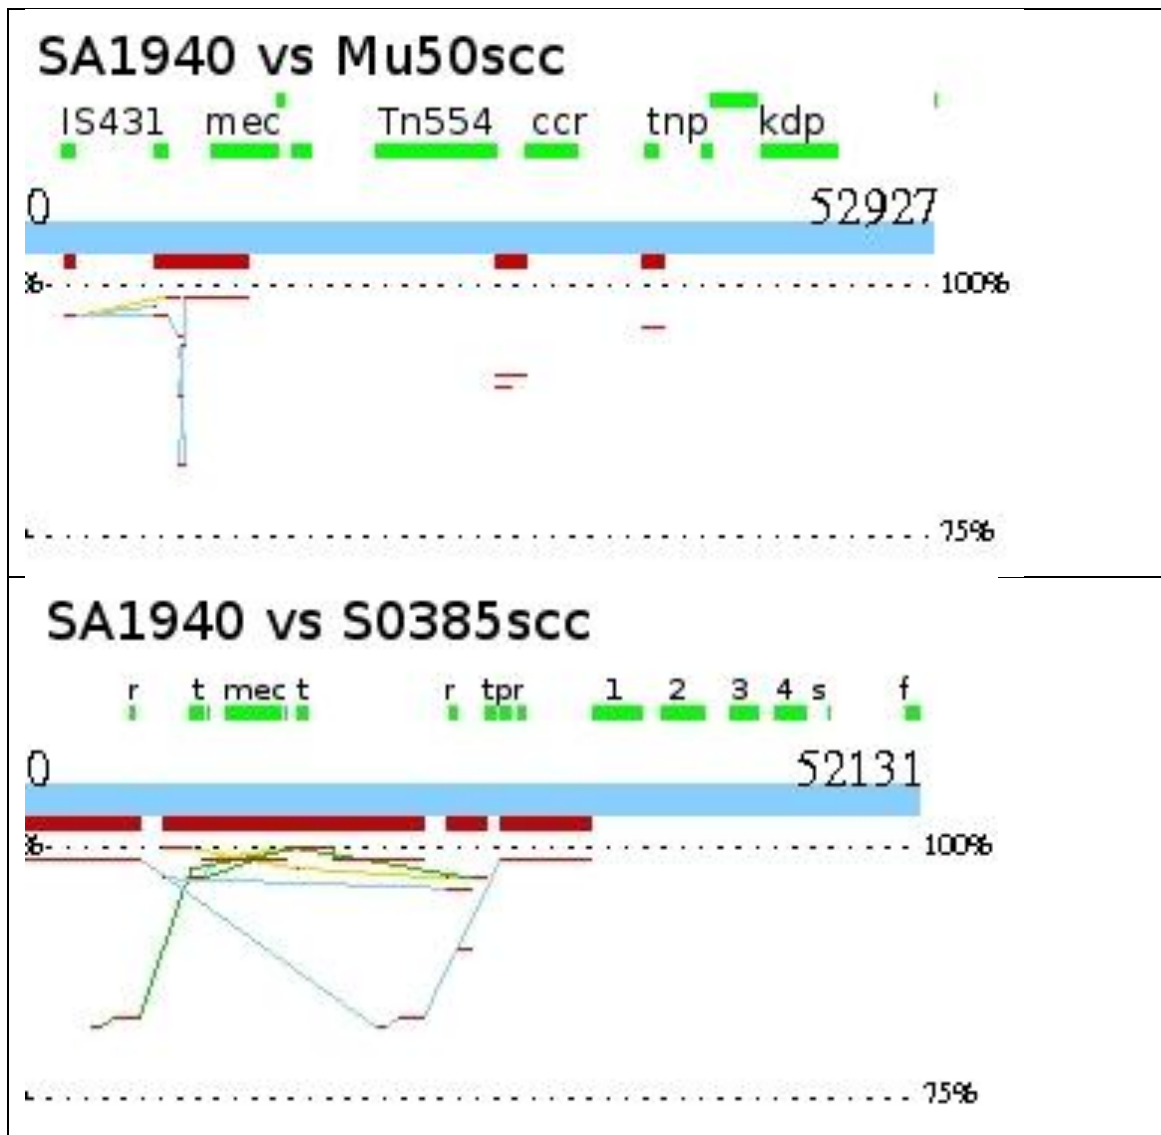 SA1940 vs Mu50scc
IS431 mec Tn554 ccr tnp kdp
0 52927
%
100%
75%
SA1940 vs S0385scc
r t mec t r tpr 1 2 3 4 s f
0 52131
%
100%
75%